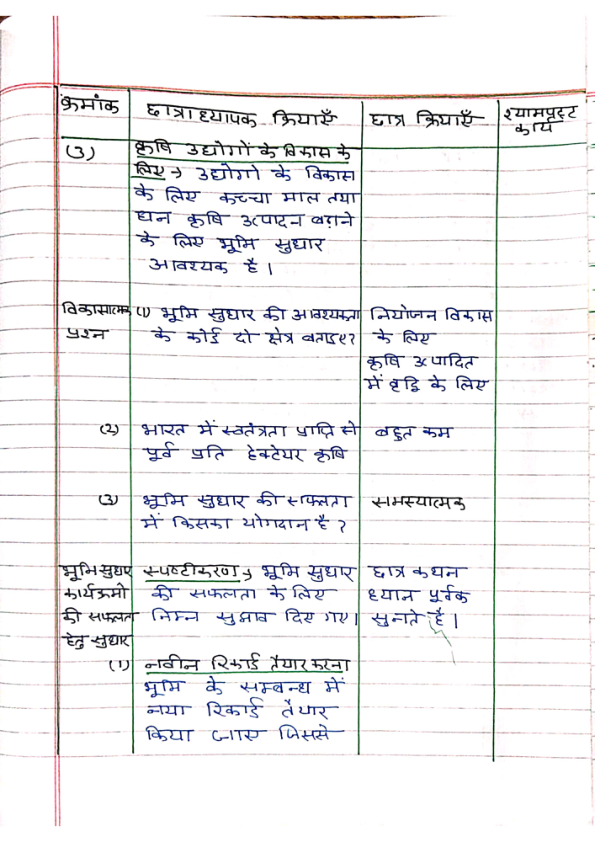 क्रमांक छात्राध्यापक क्रियाएँ छात्र क्रियाएँ श्यामपट्ट
कार्य
(3) कृषि उद्योगों के विकास के
लिए → उद्योगो के विकास
के लिए कच्चा माल तथा
धन कृषि उत्पादन बढ़ाने
के लिए भूमि सुधार
आवश्यक है।
विकासात्मक (1) भूमि सुधार की आवश्यकता नियोजन विकास
प्रश्न के कोई दो क्षेत्र बताइए? के लिए
कृषि उत्पादित
में वृद्धि के लिए
(2) भारत में स्वतंत्रता प्राप्ति से बहुत कम
पूर्व प्रति हेक्टेयर कृषि
(3) भूमि सुधार की सफलता समस्यात्मक
में किसका योगदान है?
भूमि सुधार स्पष्टीकरण → भूमि सुधार छात्र कथन
कार्यक्रमो की सफलता के लिए ध्यान पूर्वक
की सफलता निम्न सुझाव दिए गए। सुनते है।
हेतु सुधार
(1) नवीन रिकार्ड तैयार करना
भूमि के सम्बन्ध में
नया रिकार्ड तैयार
किया जाए जिससे